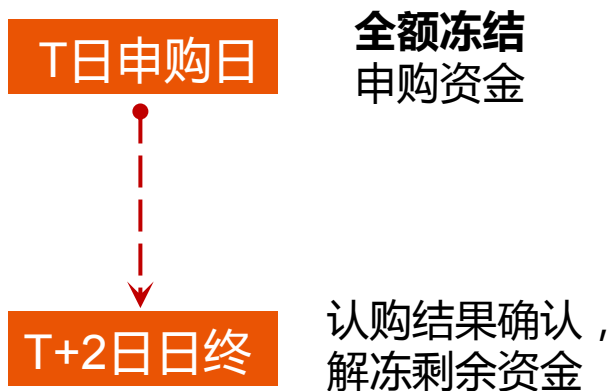 T日申购日
全额冻结
申购资金
T+2日日终
认购结果确认，
解冻剩余资金